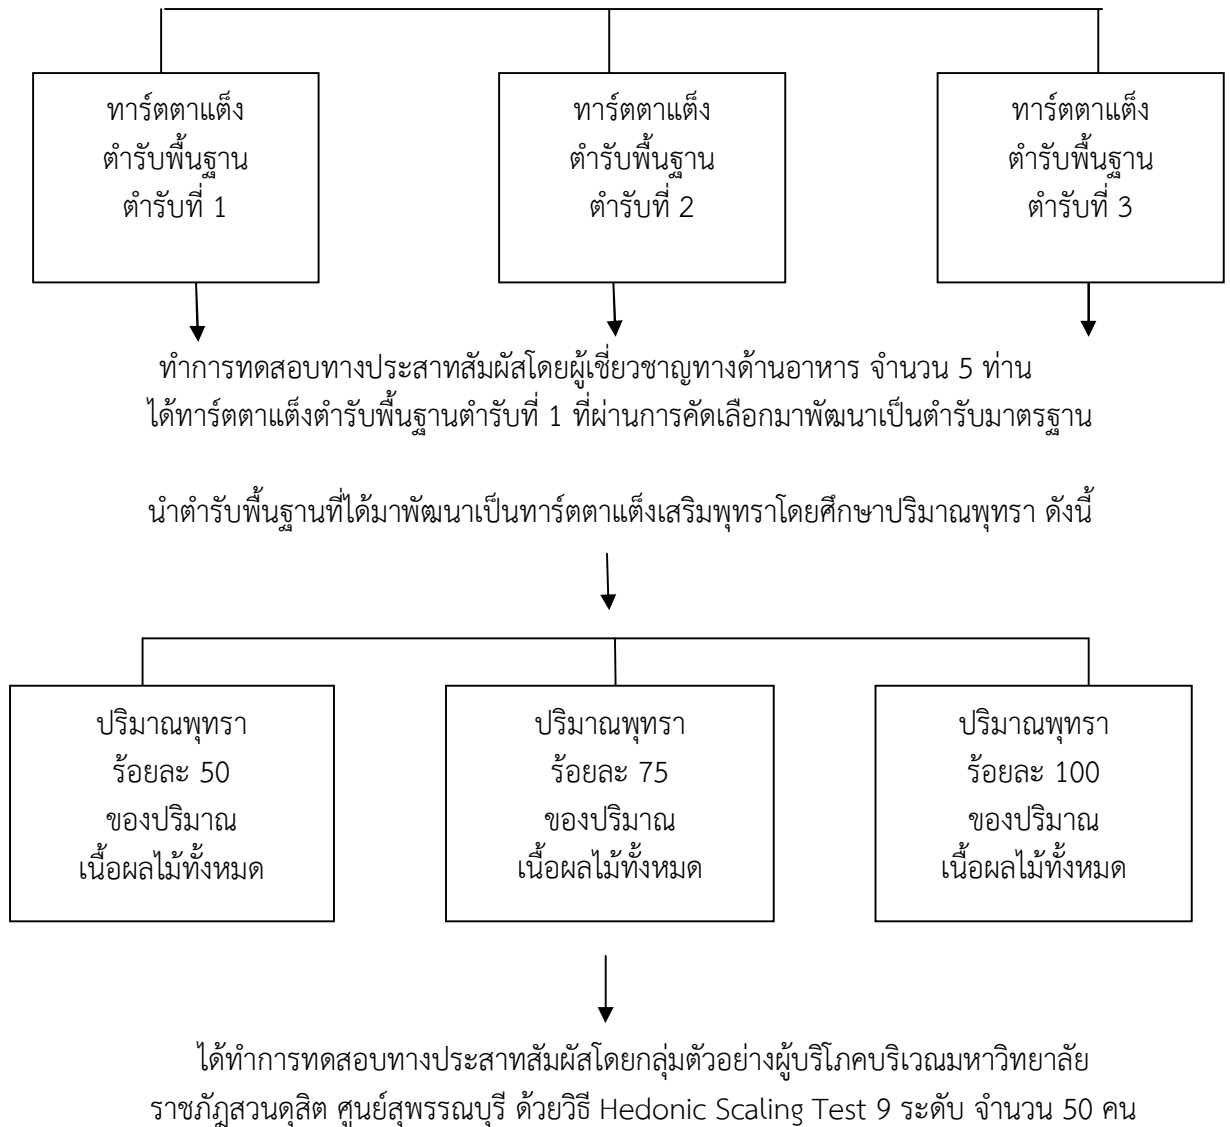 ทาร์ตตาแต็ง
ตำรับพื้นฐาน
ตำรับที่ 1
ทาร์ตตาแต็ง
ตำรับพื้นฐาน
ตำรับที่ 2
ทาร์ตตาแต็ง
ตำรับพื้นฐาน
ตำรับที่ 3
ทำการทดสอบทางประสาทสัมผัสโดยผู้เชี่ยวชาญทางด้านอาหาร จำนวน 5 ท่าน
ได้ทาร์ตตาแต็งตำรับพื้นฐานตำรับที่ 1 ที่ผ่านการคัดเลือกมาพัฒนาเป็นตำรับมาตรฐาน
นำตำรับพื้นฐานที่ได้มาพัฒนาเป็นทาร์ตตาแต็งเสริมพุทราโดยศึกษาปริมาณพุทรา ดังนี้
ปริมาณพุทรา
ร้อยละ 50
ของปริมาณ
เนื้อผลไม้ทั้งหมด
ปริมาณพุทรา
ร้อยละ 75
ของปริมาณ
เนื้อผลไม้ทั้งหมด
ปริมาณพุทรา
ร้อยละ 100
ของปริมาณ
เนื้อผลไม้ทั้งหมด
ได้ทำการทดสอบทางประสาทสัมผัสโดยกลุ่มตัวอย่างผู้บริโภคบริเวณมหาวิทยาลัย
ราชภัฎสวนดุสิต ศูนย์สุพรรณบุรี ด้วยวิธี Hedonic Scaling Test 9 ระดับ จำนวน 50 คน